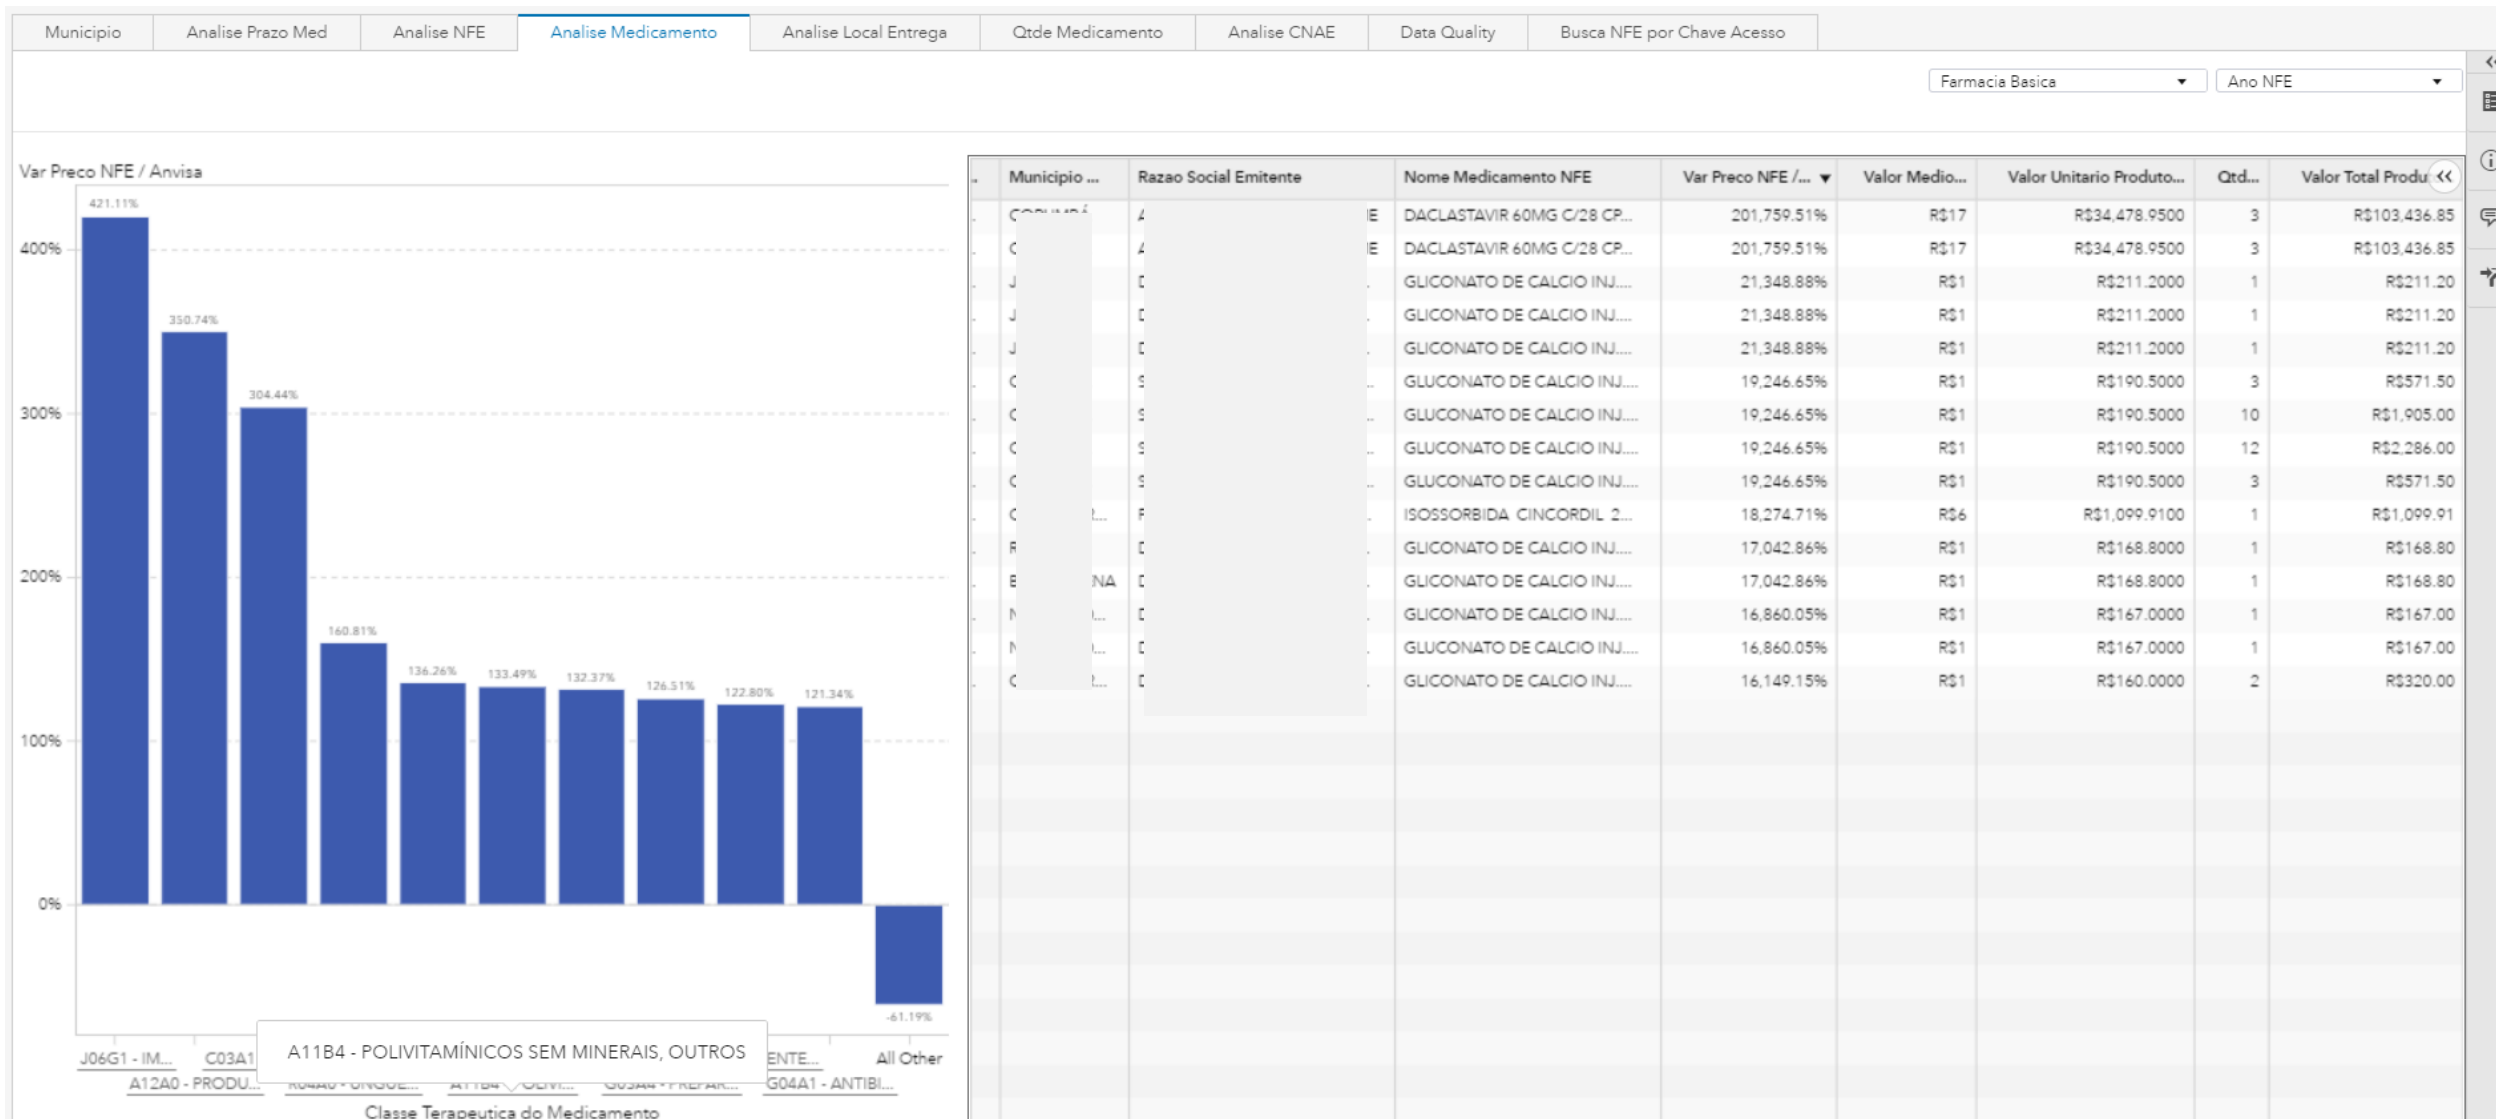 Municipio Analise Prazo Med Analise NFE Analise Medicamento Analise Local Entrega Qtde Medicamento Analise CNAE Data Quality Busca NFE por Chave Acesso
Farmacia Basica Ano NFE
Var Preco NFE / Anvisa
421.11%
400%
350.74%
304.44%
300%
200%
160.81%
136.26% 133.49% 132.37% 126.51% 122.80% 121.34%
100%
0%
-61.19%
J06G1 - IM... C03A1 ENTE... All Other
A11B4 - POLIVITAMÍNICOS SEM MINERAIS, OUTROS
A12A0 - PRODU... R04A0 - UNGUE... A11B4 OLIVI... G03A4 - PREPAR... G04A1 - ANTIBI...
Classe Terapeutica do Medicamento
Municipio ... Razao Social Emitente Nome Medicamento NFE Var Preco NFE /... Valor Medio... Valor Unitario Produto... Qtd... Valor Total Produ
DACLASTAVIR 60MG C/28 CP... 201,759.51% R$17 R$34,478.9500 3 R$103,436.85
DACLASTAVIR 60MG C/28 CP... 201,759.51% R$17 R$34,478.9500 3 R$103,436.85
GLICONATO DE CALCIO INJ.... 21,348.88% R$1 R$211.2000 1 R$211.20
GLICONATO DE CALCIO INJ.... 21,348.88% R$1 R$211.2000 1 R$211.20
GLICONATO DE CALCIO INJ.... 21,348.88% R$1 R$211.2000 1 R$211.20
GLUCONATO DE CALCIO INJ.... 19,246.65% R$1 R$190.5000 3 R$571.50
GLUCONATO DE CALCIO INJ.... 19,246.65% R$1 R$190.5000 10 R$1,905.00
GLUCONATO DE CALCIO INJ.... 19,246.65% R$1 R$190.5000 12 R$2,286.00
GLUCONATO DE CALCIO INJ.... 19,246.65% R$1 R$190.5000 3 R$571.50
ISOSSORBIDA CINCORDIL 2... 18,274.71% R$6 R$1,099.9100 1 R$1,099.91
GLICONATO DE CALCIO INJ.... 17,042.86% R$1 R$168.8000 1 R$168.80
GLICONATO DE CALCIO INJ.... 17,042.86% R$1 R$168.8000 1 R$168.80
GLICONATO DE CALCIO INJ.... 16,860.05% R$1 R$167.0000 1 R$167.00
GLUCONATO DE CALCIO INJ.... 16,860.05% R$1 R$167.0000 1 R$167.00
GLICONATO DE CALCIO INJ.... 16,149.15% R$1 R$160.0000 2 R$320.00